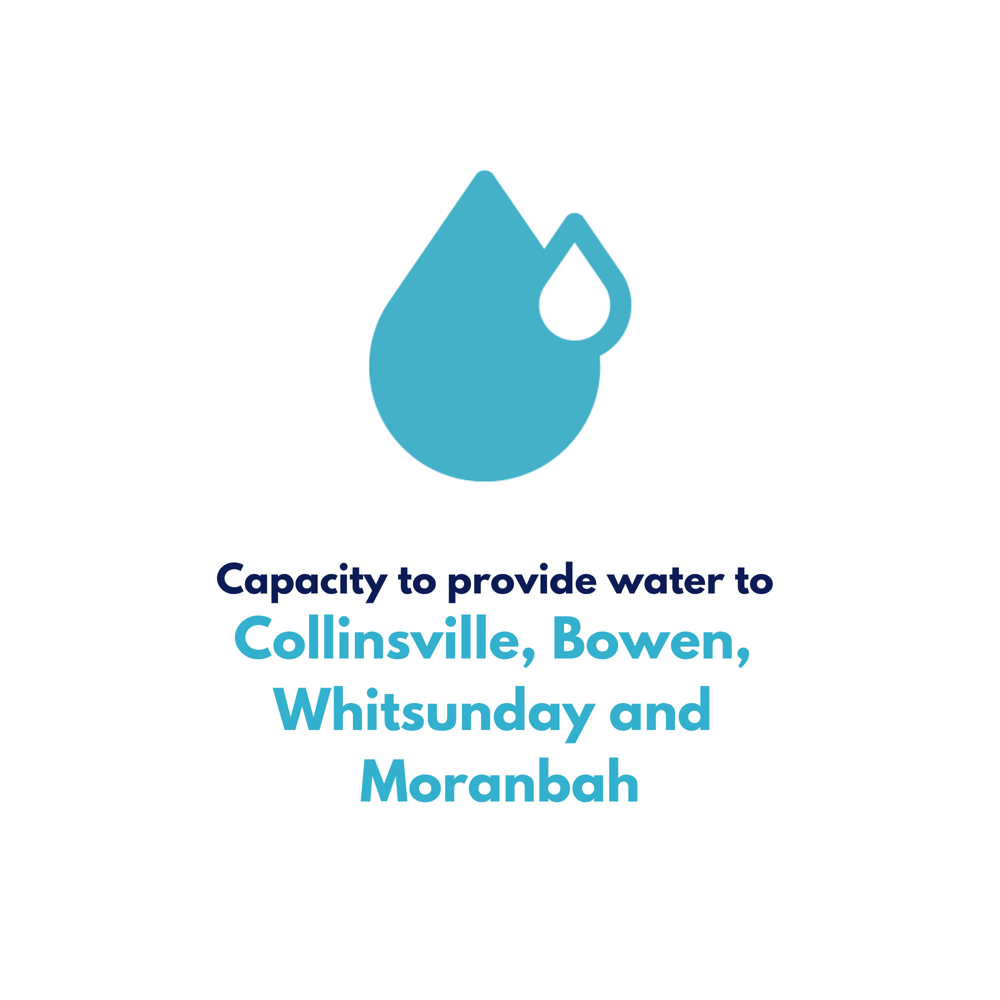 Capacity to provide water to
Collinsville, Bowen,
Whitsunday and
Moranbah